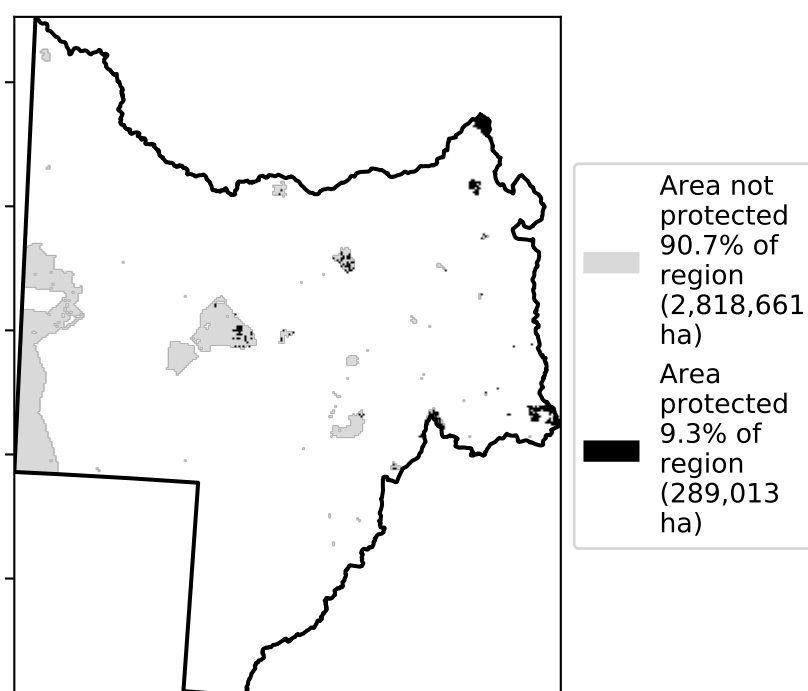 Area not
protected
90.7% of
region
(2,818,661
ha)
Area
protected
9.3% of
region
(289,013
ha)